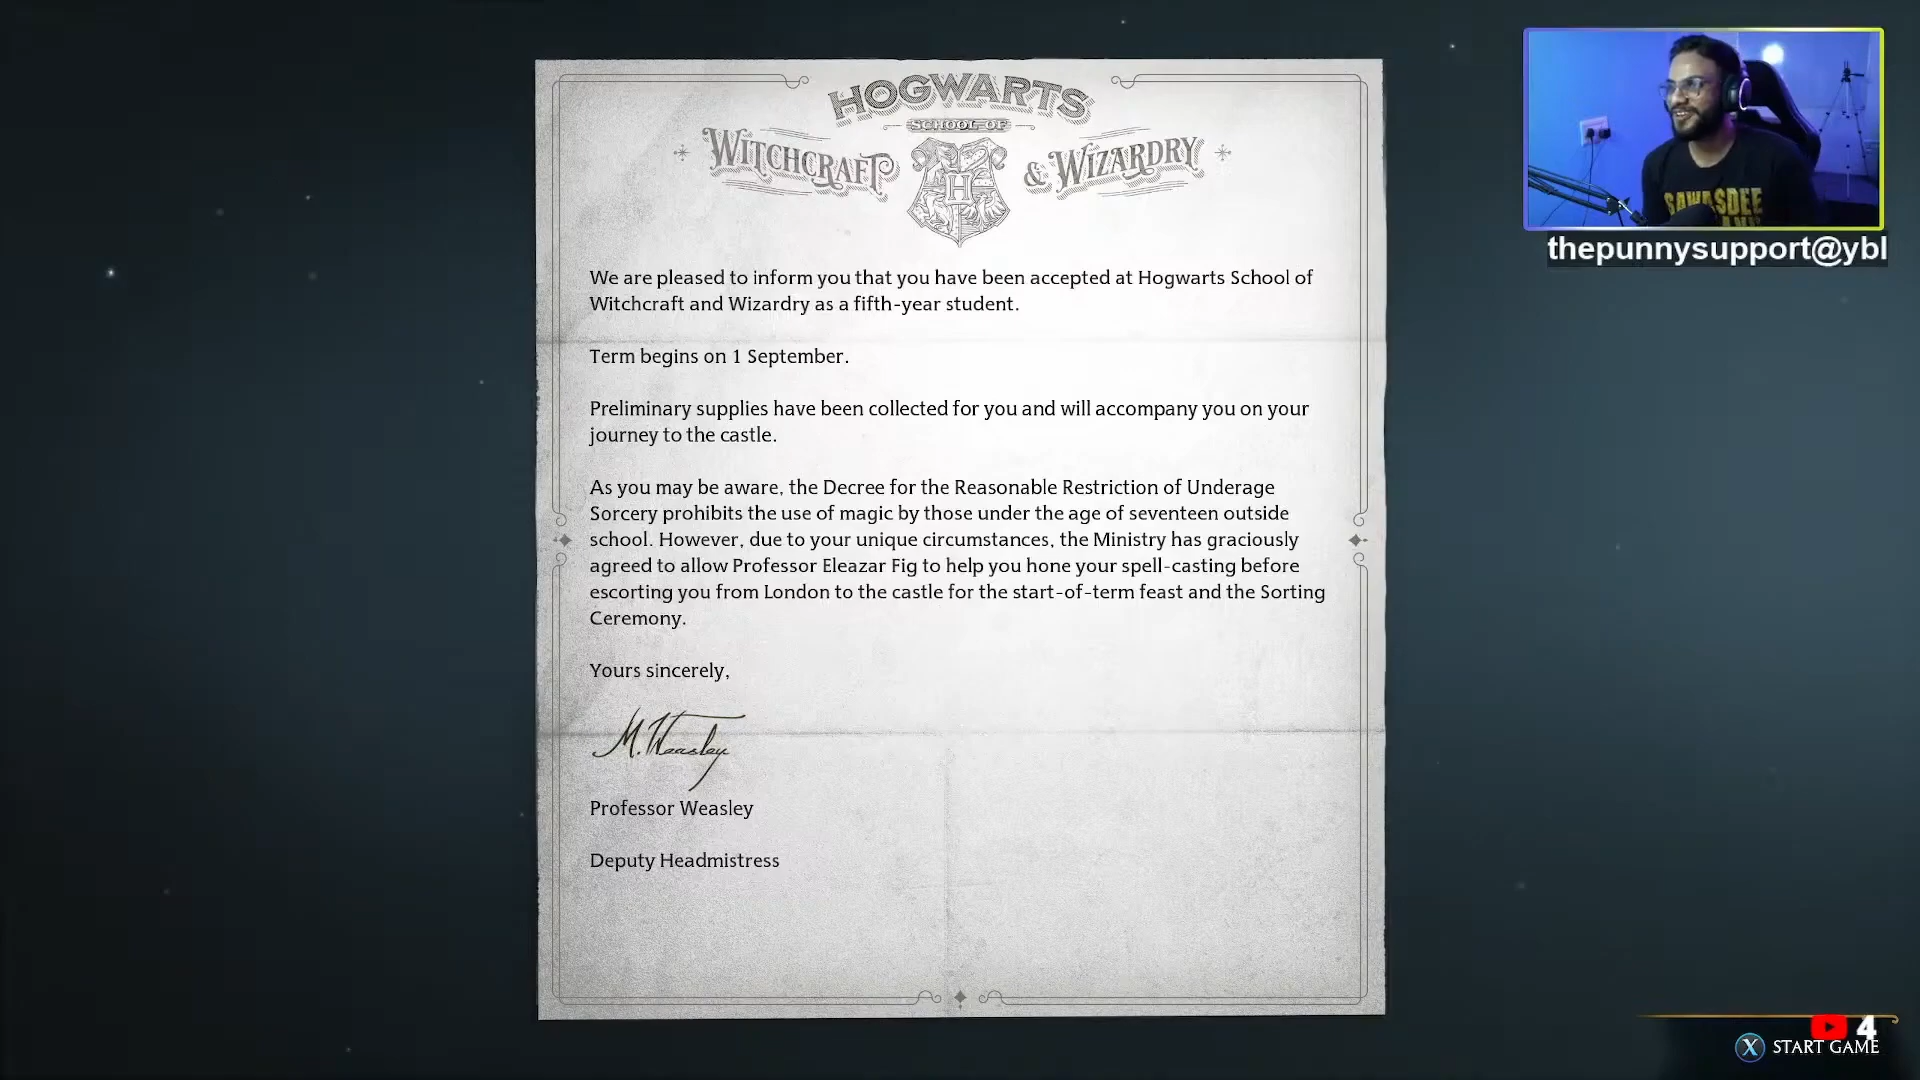 HOGWARTS
SCHOOL OF
WITCHCRAFT & WIZARDRY
H
thepunnysupport@ybl
SAWASDEE
We are pleased to inform you that you have been accepted at Hogwarts School of
Witchcraft and Wizardry as a fifth-year student.
Term begins on 1 September.
Preliminary supplies have been collected for you and will accompany you on your
journey to the castle.
As you may be aware, the Decree for the Reasonable Restriction of Underage
Sorcery prohibits the use of magic by those under the age of seventeen outside
school. However, due to your unique circumstances, the Ministry has graciously
agreed to allow Professor Eleazar Fig to help you hone your spell-casting before
escorting you from London to the castle for the start-of-term feast and the Sorting
Ceremony.
Yours sincerely,
M. Weasley
Professor Weasley
Deputy Headmistress
4
X START GAME